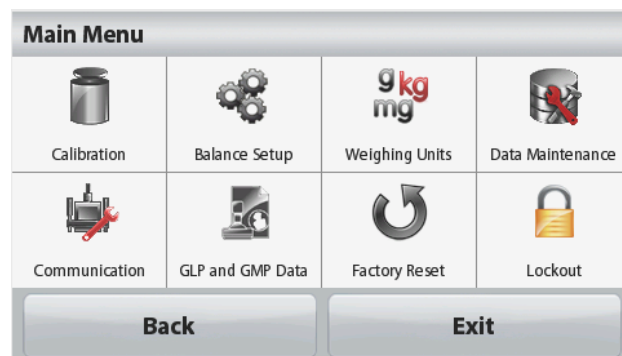 Main Menu
g kg
mg
Calibration
Balance Setup
Weighing Units
Data Maintenance
Communication
GLP and GMP Data
Factory Reset
Lockout
Back
Exit